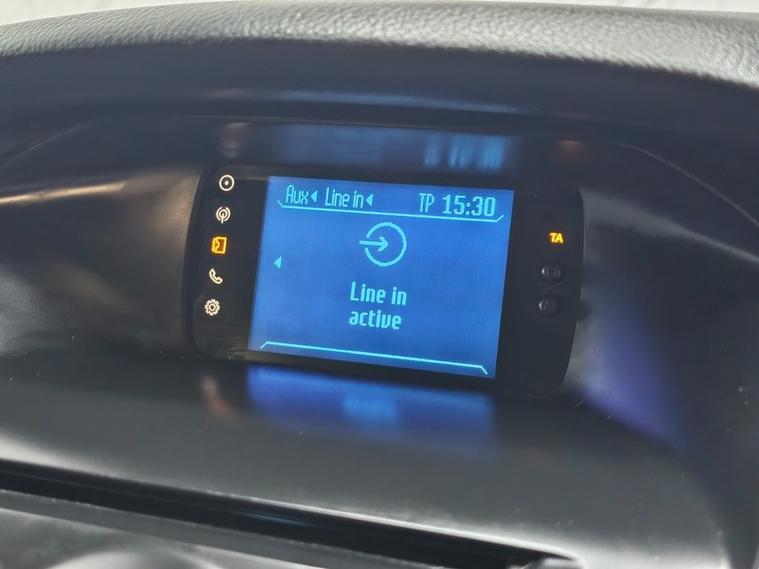 Aux Line in TP 15:30
TA
Line in
active